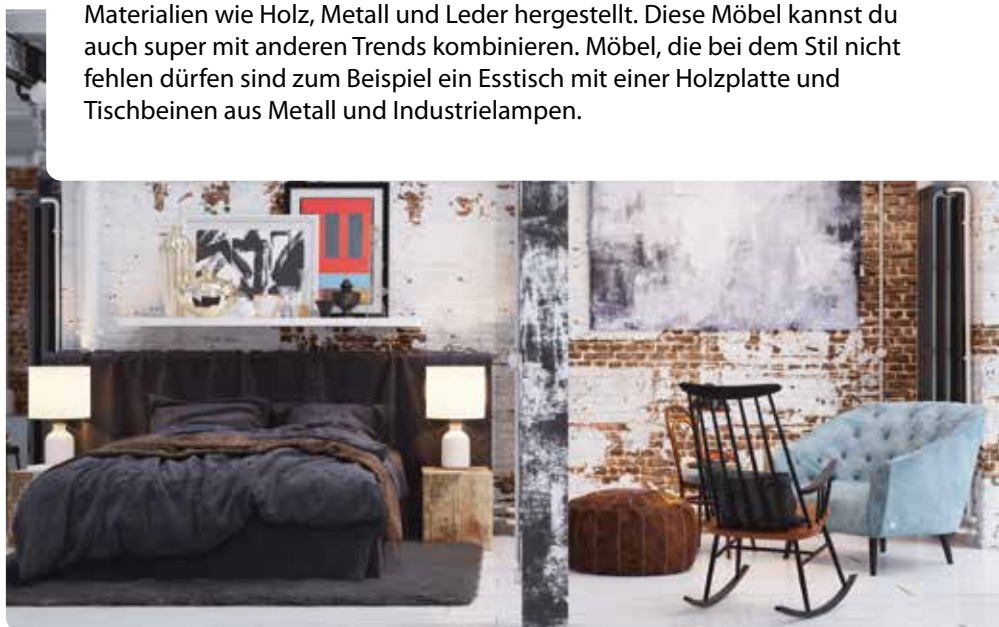 Materialien wie Holz, Metall und Leder hergestellt. Diese Möbel kannst du
auch super mit anderen Trends kombinieren. Möbel, die bei dem Stil nicht
fehlen dürfen sind zum Beispiel ein Esstisch mit einer Holzplatte und
Tischbeinen aus Metall und Industrielampen.